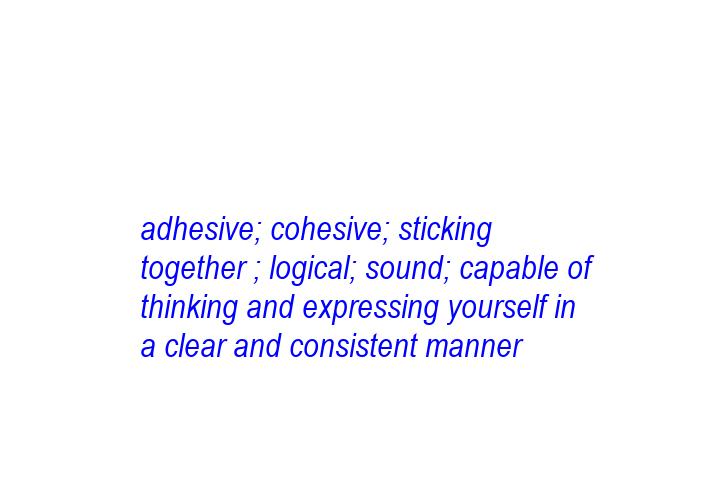 adhesive; cohesive; sticking
together ; logical; sound; capable of
thinking and expressing yourself in
a clear and consistent manner